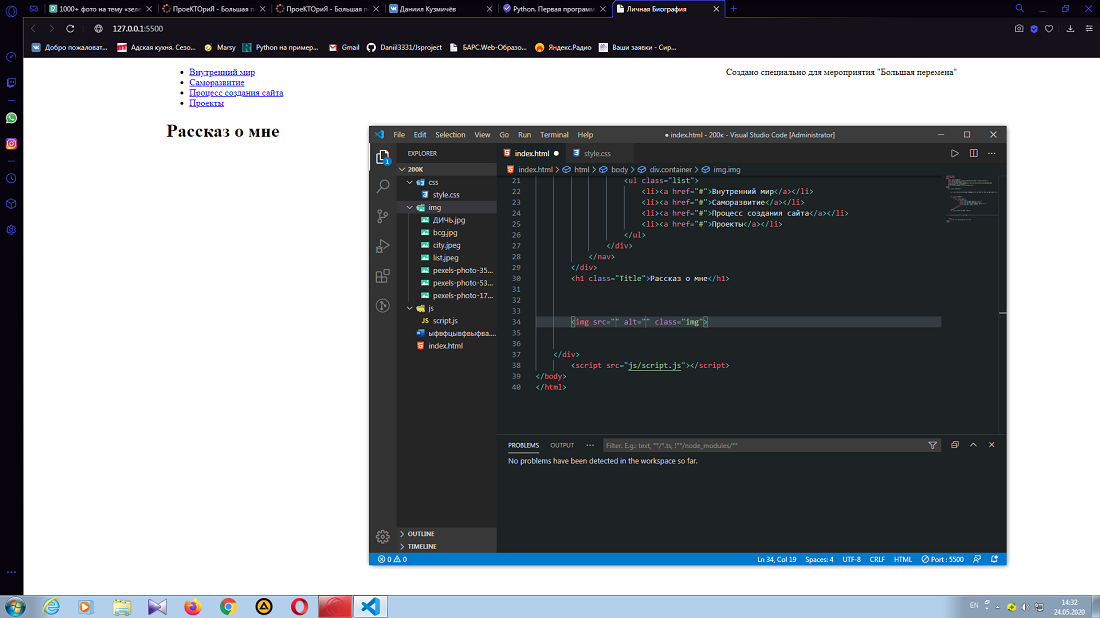 1000+ фото на тему «зеле
ПроеКТОриЯ - Большая п
ПроеКТОриЯ - Большая п
Даниил Кузмичёв
Python. Первая програм
Личная Биография
127.0.0.1:5500
Добро пожаловат...
Адская кухня. Сезо...
Marsy
Python на пример...
Gmail
Daniil3331/Jsproject
БАРС.Web-Образо...
Яндекс.Радио
Ваши заявки - Сир...
Внутренний мир
Саморазвитие
Процесс создания сайта
Проекты
Создано специально для мероприятия "Большая перемена"
Рассказ о мне
File Edit Selection View Go Run Terminal Help
● index.html - 200к - Visual Studio Code [Administrator]
EXPLORER
1
200К
css
style.css
img
ДИЧЬ.jpg
bcg.jpg
city.jpeg
list.jpeg
pexels-photo-35...
pexels-photo-53...
pexels-photo-17...
js
JS script.js
ыфвфцывфвыфва...
index.html
OUTLINE
TIMELINE
index.html ●
style.css
index.html > html > body > div.container > img.img
21 <ul class="list">
22 <li><a href="#">Внутренний мир</a></li>
23 <li><a href="#">Саморазвитие</a></li>
24 <li><a href="#">Процесс создания сайта</a></li>
25 <li><a href="#">Проекты</a></li>
26 </ul>
27 </div>
28 </nav>
29 </div>
30 <h1 class="Title">Рассказ о мне</h1>
31
32
33
34 <img src="" alt="" class="img">
35
36
37 </div>
38 <script src="js/script.js"></script>
39 </body>
40 </html>
PROBLEMS OUTPUT ...
Filter. E.g.: text, **/*.ts, !**/node_modules/**
No problems have been detected in the workspace so far.
0 0
Ln 34, Col 19 Spaces: 4 UTF-8 CRLF HTML Port : 5500
EN
14:32
24.05.2020